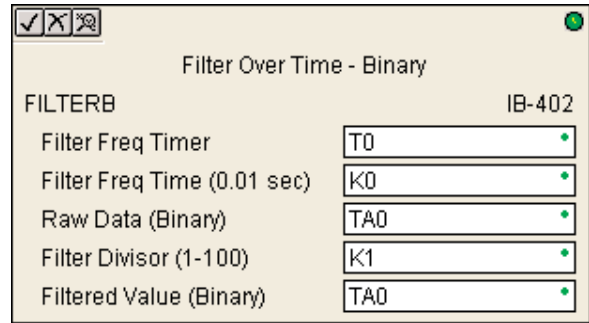 Filter Over Time - Binary
FILTERB IB-402
Filter Freq Timer T0
Filter Freq Time (0.01 sec) K0
Raw Data (Binary) TA0
Filter Divisor (1-100) K1
Filtered Value (Binary) TA0